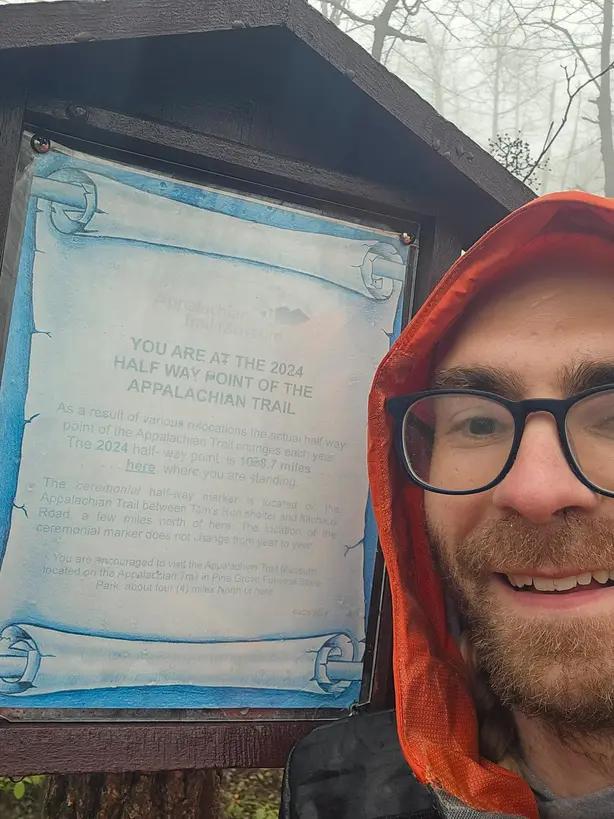 Appalachian
Trail Museum
YOU ARE AT THE 2024
HALF WAY POINT OF THE
APPALACHIAN TRAIL
As a result of various relocations the actual half way
point of the Appalachian Trail changes each year.
The 2024 half- way point, is miles
here, where you are standing.
The ceremonial half-way marker is located on the
Appalachian Trail between Tom's Run shelter and Michaux
Road, a few miles north of here. The location of the
ceremonial marker does not change from year to year.
You are encouraged to visit the Appalachian Trail Museum
located on the Appalachian Trail in Pine Grove Furnace State
Park, about four (4) miles North of here.